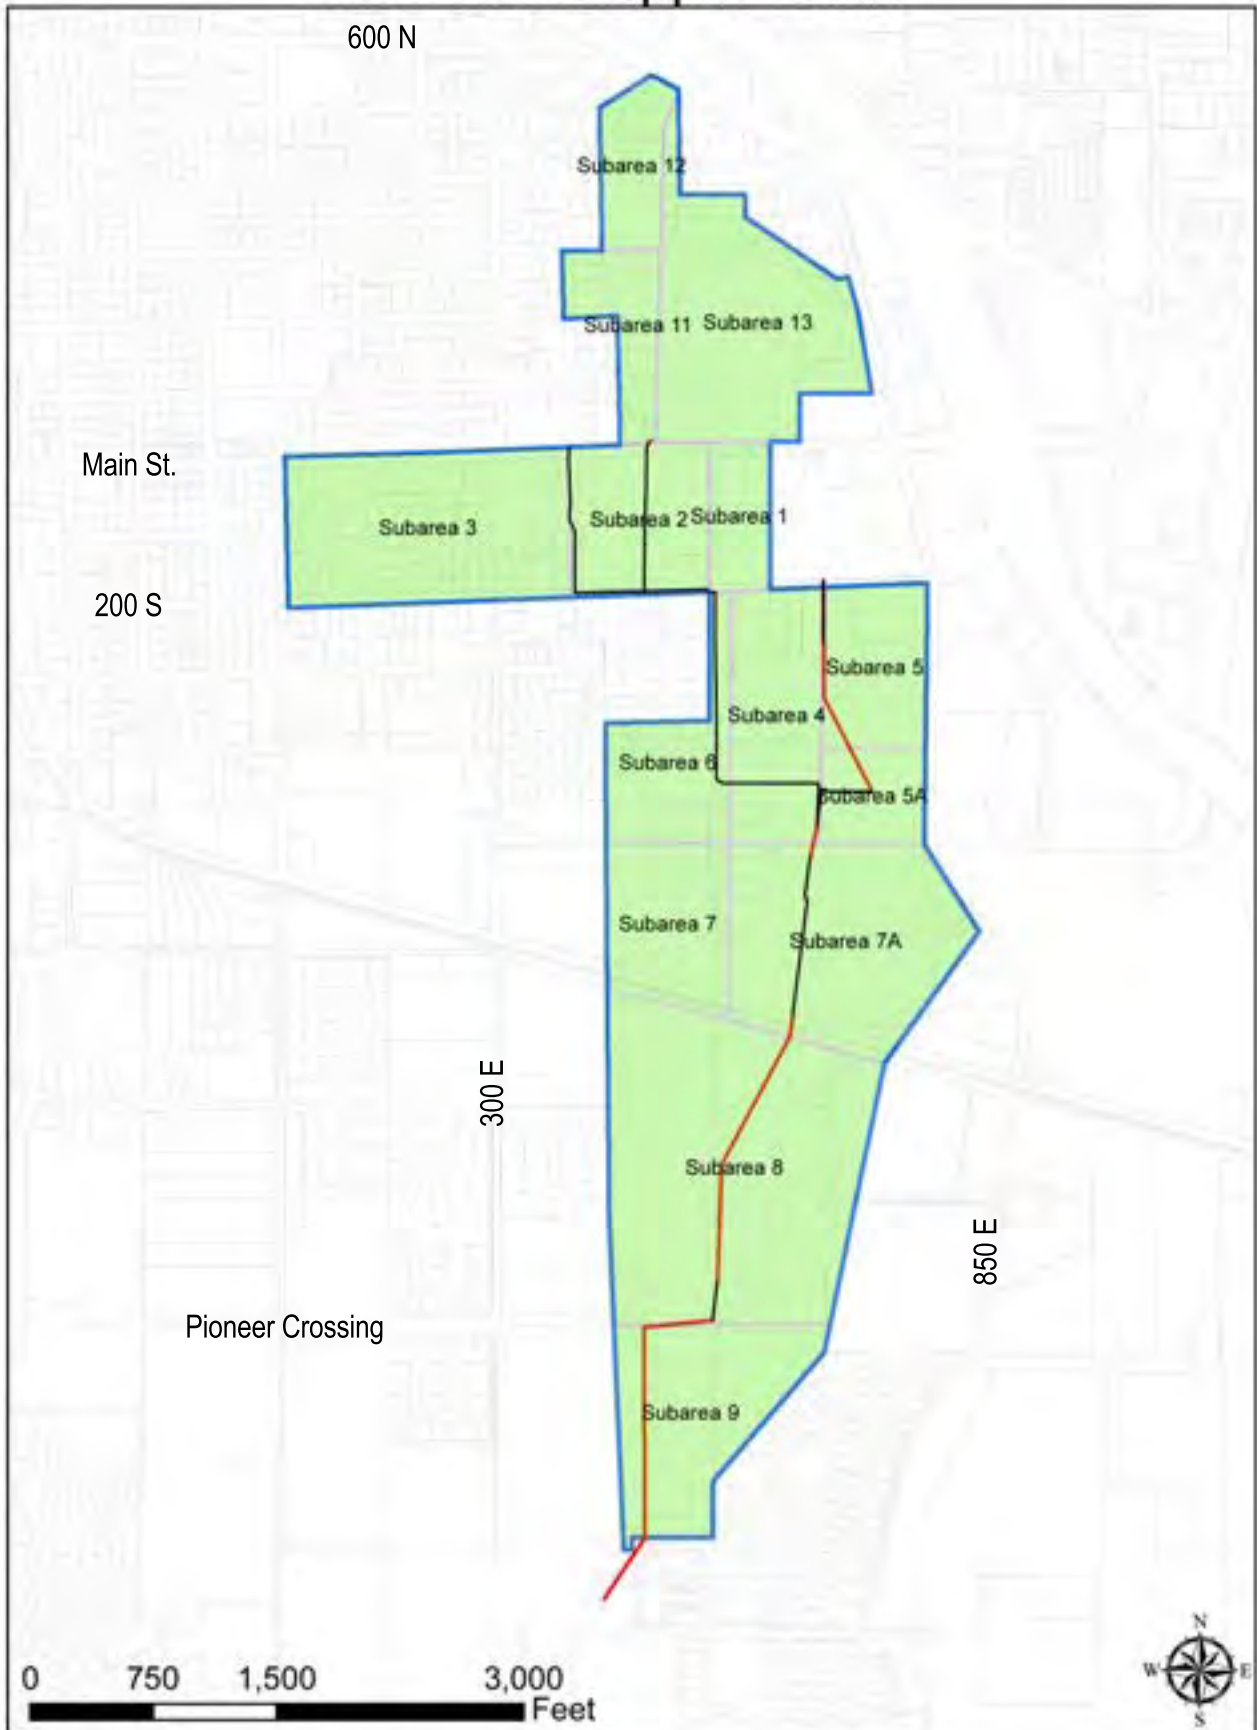 600 N
Subarea 12
Subarea 11
Subarea 13
Main St.
Subarea 3
Subarea 2
Subarea 1
200 S
Subarea 5
Subarea 4
Subarea 6
Subarea 5A
Subarea 7
Subarea 7A
300 E
Subarea 8
850 E
Pioneer Crossing
Subarea 9
0 750 1,500 3,000
Feet
N
W E
S